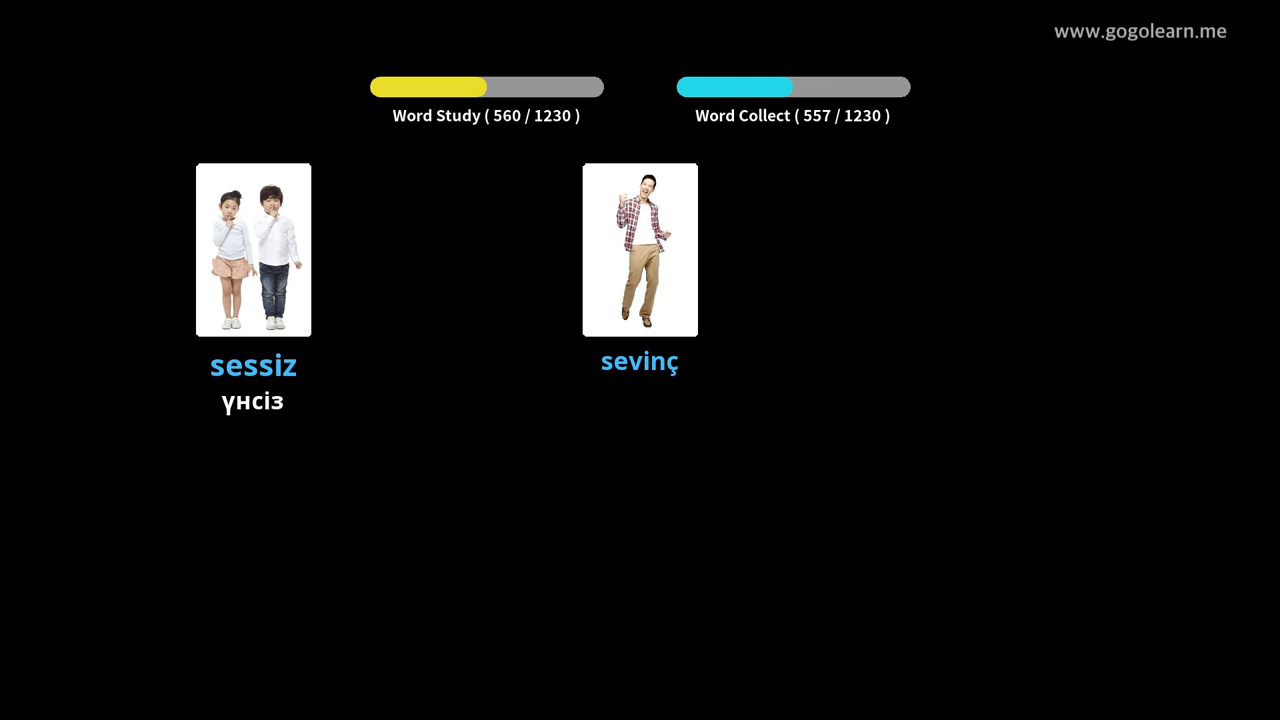 www.gogolearn.me
Word Study ( 560 / 1230 )
Word Collect ( 557 / 1230 )
sessiz
үнсіз
sevinç